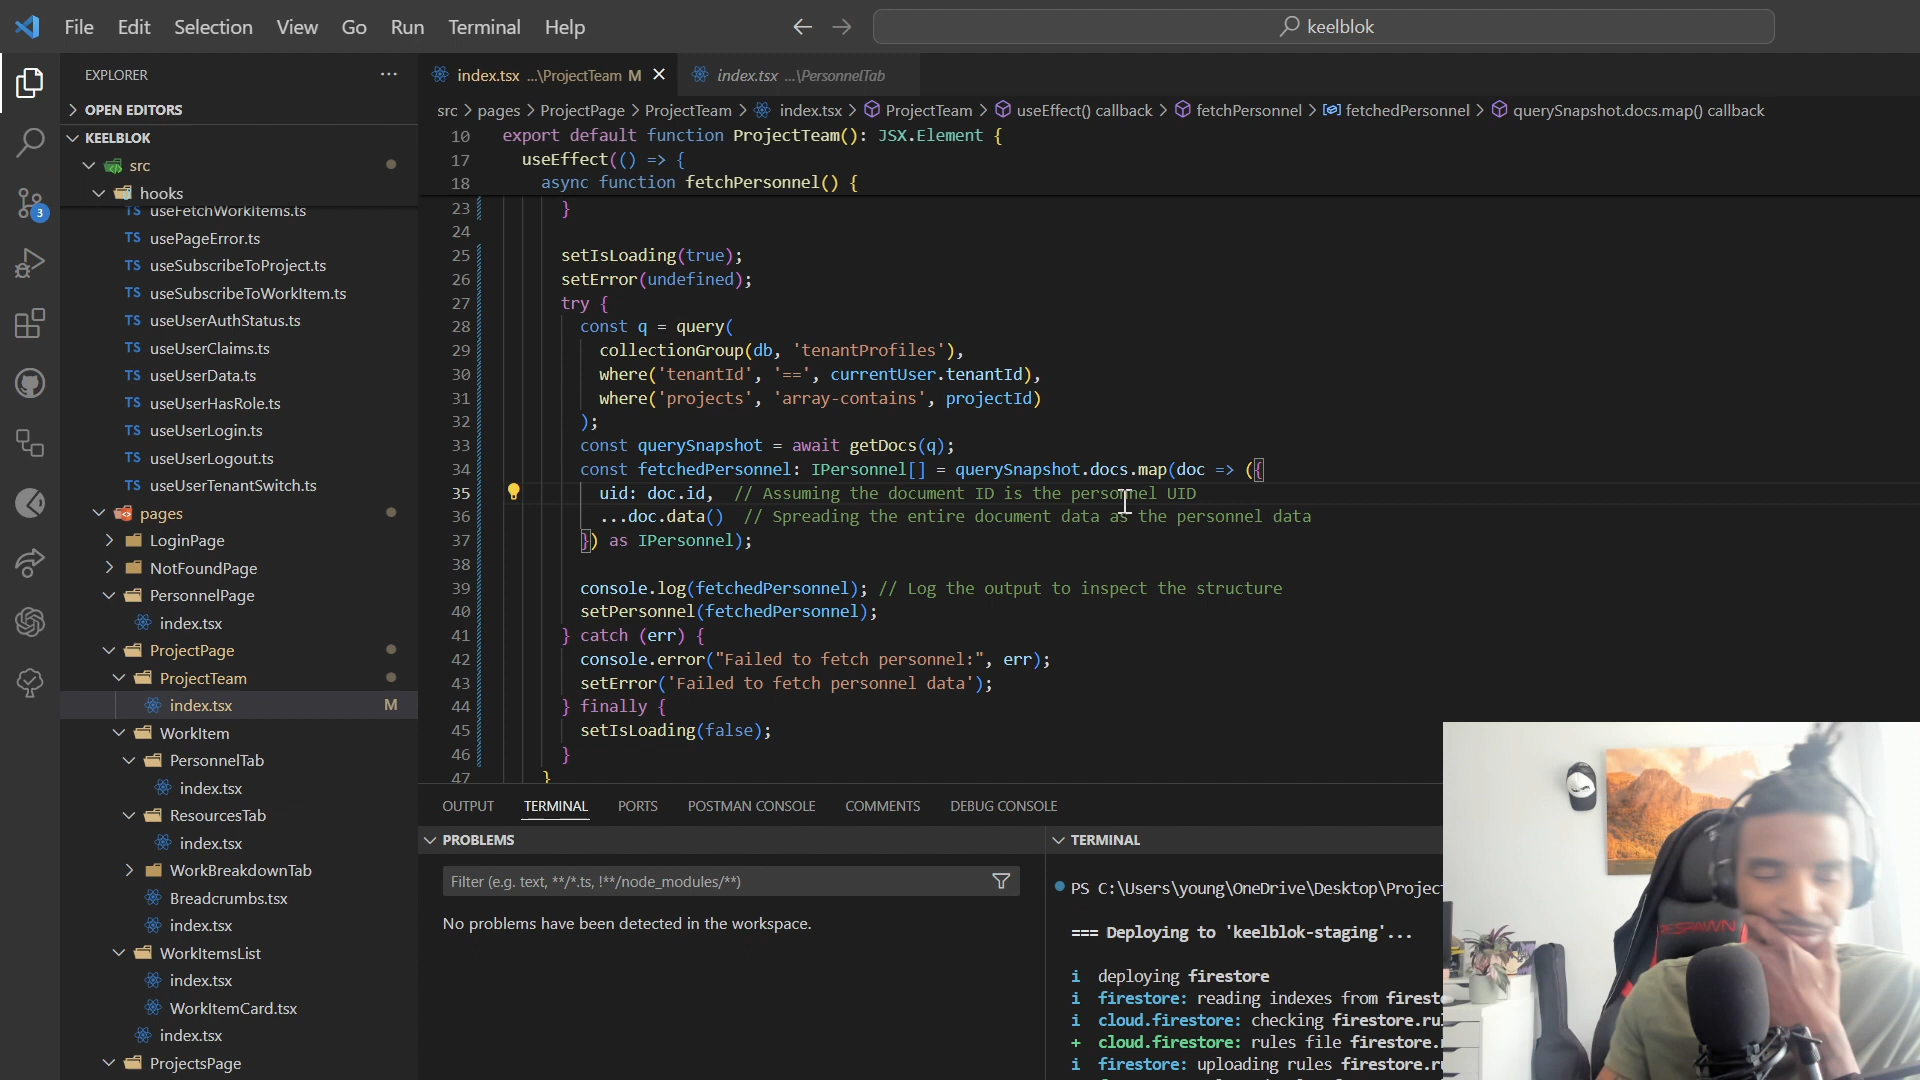 File Edit Selection View Go Run Terminal Help
keelblok
EXPLORER
OPEN EDITORS
KEELBLOK
src
hooks
TS useFetchWorkItems.ts
TS usePageError.ts
TS useSubscribeToProject.ts
TS useSubscribeToWorkItem.ts
TS useUserAuthStatus.ts
TS useUserClaims.ts
TS useUserData.ts
TS useUserHasRole.ts
TS useUserLogin.ts
TS useUserLogout.ts
TS useUserTenantSwitch.ts
pages
LoginPage
NotFoundPage
PersonnelPage
index.tsx
ProjectPage
ProjectTeam
index.tsx M
WorkItem
PersonnelTab
index.tsx
ResourcesTab
index.tsx
WorkBreakdownTab
Breadcrumbs.tsx
index.tsx
WorkItemsList
index.tsx
WorkItemCard.tsx
index.tsx
ProjectsPage
3
index.tsx ...\ProjectTeam M
index.tsx ...\PersonnelTab
src > pages > ProjectPage > ProjectTeam > index.tsx > ProjectTeam > useEffect() callback > fetchPersonnel > fetchedPersonnel > querySnapshot.docs.map() callback
10 export default function ProjectTeam(): JSX.Element {
17 useEffect(() => {
18 async function fetchPersonnel() {
23 }
24
25 setIsLoading(true);
26 setError(undefined);
27 try {
28 const q = query(
29 collectionGroup(db, 'tenantProfiles'),
30 where('tenantId', '==', currentUser.tenantId),
31 where('projects', 'array-contains', projectId)
32 );
33 const querySnapshot = await getDocs(q);
34 const fetchedPersonnel: IPersonnel[] = querySnapshot.docs.map(doc => ({
35 uid: doc.id, // Assuming the document ID is the personnel UID
36 ...doc.data() // Spreading the entire document data as the personnel data
37 }) as IPersonnel);
38
39 console.log(fetchedPersonnel); // Log the output to inspect the structure
40 setPersonnel(fetchedPersonnel);
41 } catch (err) {
42 console.error("Failed to fetch personnel:", err);
43 setError('Failed to fetch personnel data');
44 } finally {
45 setIsLoading(false);
46 }
47 }
OUTPUT TERMINAL PORTS POSTMAN CONSOLE COMMENTS DEBUG CONSOLE
PROBLEMS
Filter (e.g. text, **/*.ts, !**/node_modules/**)
No problems have been detected in the workspace.
TERMINAL
PS C:\Users\young\OneDrive\Desktop\Projec
=== Deploying to 'keelblok-staging'...
i deploying firestore
i firestore: reading indexes from firest
i cloud.firestore: checking firestore.ru
+ cloud.firestore: rules file firestore.
i firestore: uploading rules firestore.r